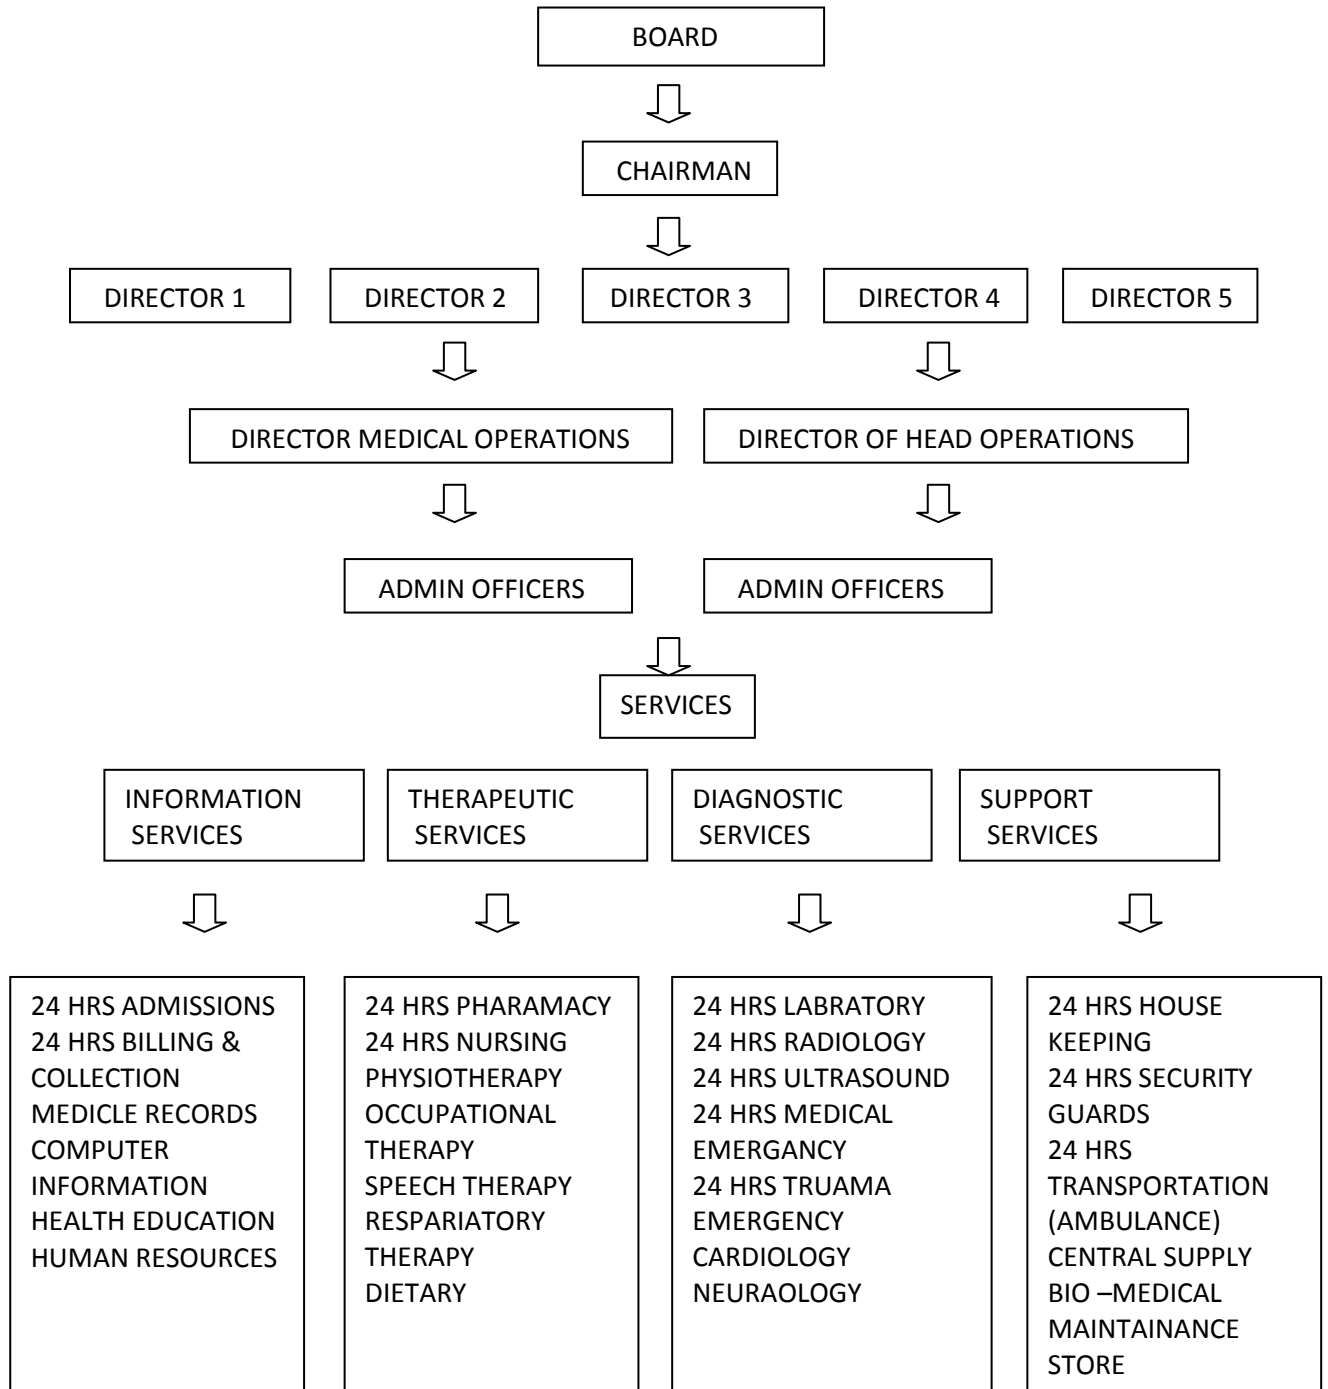 BOARD
CHAIRMAN
DIRECTOR 1
DIRECTOR 2
DIRECTOR 3
DIRECTOR 4
DIRECTOR 5
DIRECTOR MEDICAL OPERATIONS
DIRECTOR OF HEAD OPERATIONS
ADMIN OFFICERS
ADMIN OFFICERS
SERVICES
INFORMATION
SERVICES
THERAPEUTIC
SERVICES
DIAGNOSTIC
SERVICES
SUPPORT
SERVICES
24 HRS ADMISSIONS
24 HRS BILLING &
COLLECTION
MEDICLE RECORDS
COMPUTER
INFORMATION
HEALTH EDUCATION
HUMAN RESOURCES
24 HRS PHARAMACY
24 HRS NURSING
PHYSIOTHERAPY
OCCUPATIONAL
THERAPY
SPEECH THERAPY
RESPARIATORY
THERAPY
DIETARY
24 HRS LABRATORY
24 HRS RADIOLOGY
24 HRS ULTRASOUND
24 HRS MEDICAL
EMERGANCY
24 HRS TRUAMA
EMERGENCY
CARDIOLOGY
NEURAOLOGY
24 HRS HOUSE
KEEPING
24 HRS SECURITY
GUARDS
24 HRS
TRANSPORTATION
(AMBULANCE)
CENTRAL SUPPLY
BIO –MEDICAL
MAINTAINANCE
STORE